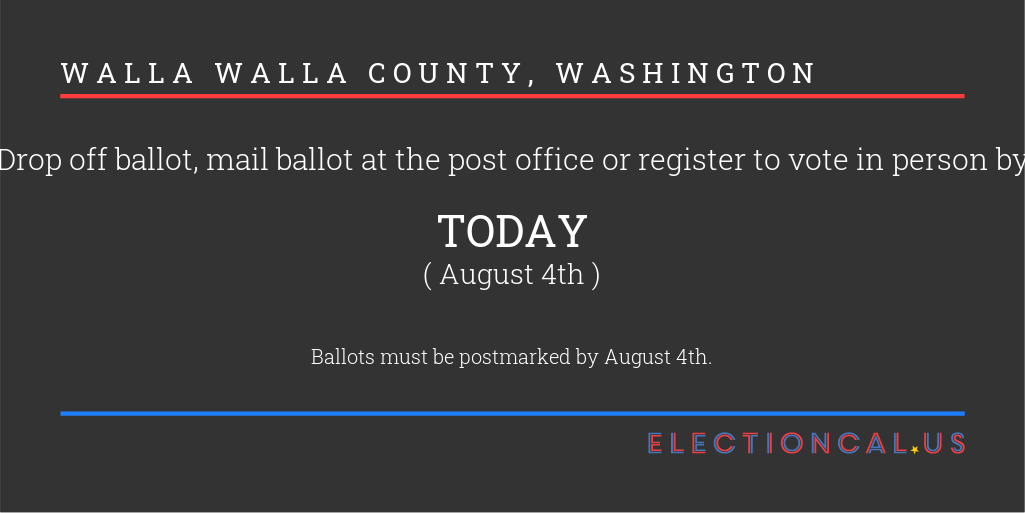 WALLA WALLA COUNTY, WASHINGTON
Drop off ballot, mail ballot at the post office or register to vote in person by
TODAY
( August 4th )
Ballots must be postmarked by August 4th.
ELECTIONCAL.US